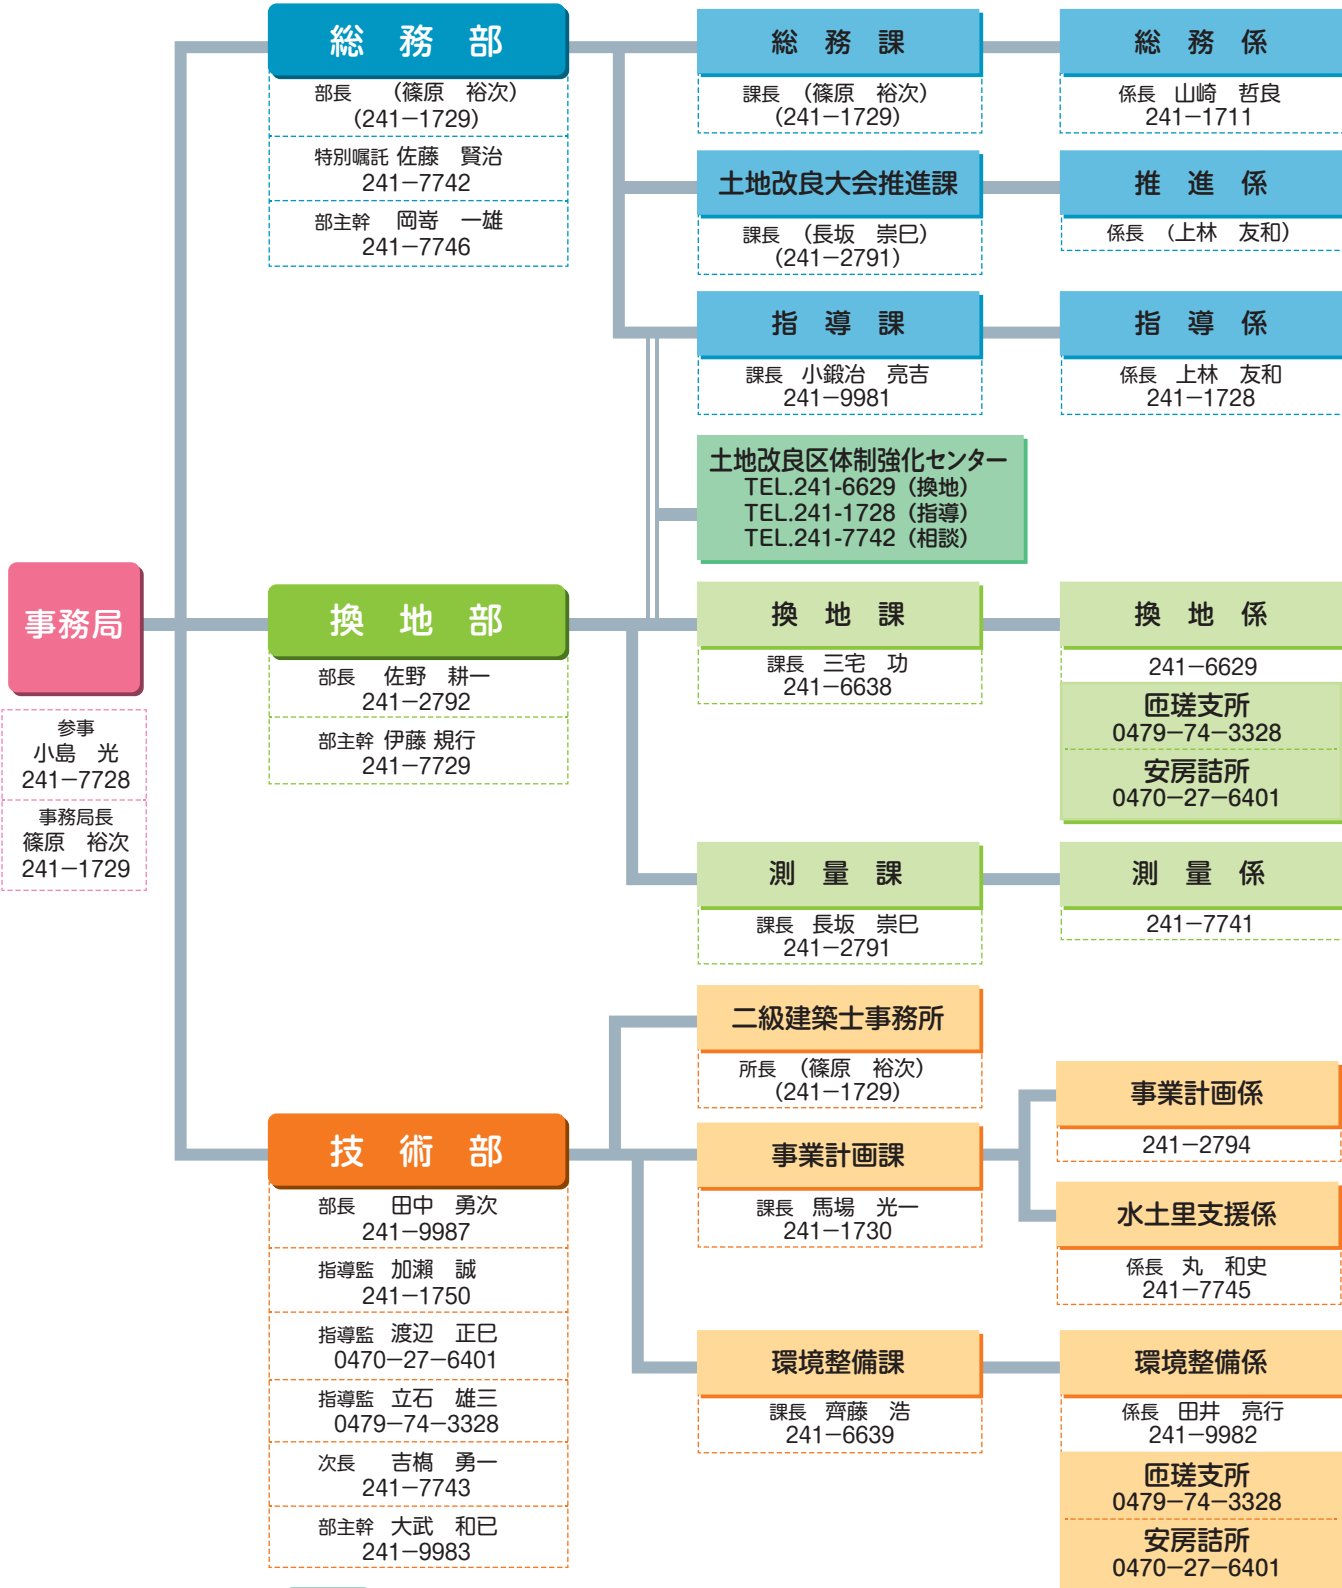 事務局
参事
小島 光
241-7728
事務局長
篠原 裕次
241-1729
総務部
部長 (篠原 裕次)
(241-1729)
特別嘱託 佐藤 賢治
241-7742
部主幹 岡嵜 一雄
241-7746
総務課
課長 (篠原 裕次)
(241-1729)
総務係
係長 山崎 哲良
241-1711
土地改良大会推進課
課長 (長坂 崇巳)
(241-2791)
推進係
係長 (上林 友和)
指導課
課長 小鍛冶 亮吉
241-9981
指導係
係長 上林 友和
241-1728
土地改良区体制強化センター
TEL.241-6629 (換地)
TEL.241-1728 (指導)
TEL.241-7742 (相談)
換地部
部長 佐野 耕一
241-2792
部主幹 伊藤 規行
241-7729
換地課
課長 三宅 功
241-6638
換地係
241-6629
匝瑳支所
0479-74-3328
安房詰所
0470-27-6401
測量課
課長 長坂 崇巳
241-2791
測量係
241-7741
技術部
部長 田中 勇次
241-9987
指導監 加瀬 誠
241-1750
指導監 渡辺 正巳
0470-27-6401
指導監 立石 雄三
0479-74-3328
次長 吉橋 勇一
241-7743
部主幹 大武 和巳
241-9983
二級建築士事務所
所長 (篠原 裕次)
(241-1729)
事業計画課
課長 馬場 光一
241-1730
事業計画係
241-2794
水土里支援係
係長 丸 和史
241-7745
環境整備課
課長 齊藤 浩
241-6639
環境整備係
係長 田井 亮行
241-9982
匝瑳支所
0479-74-3328
安房詰所
0470-27-6401